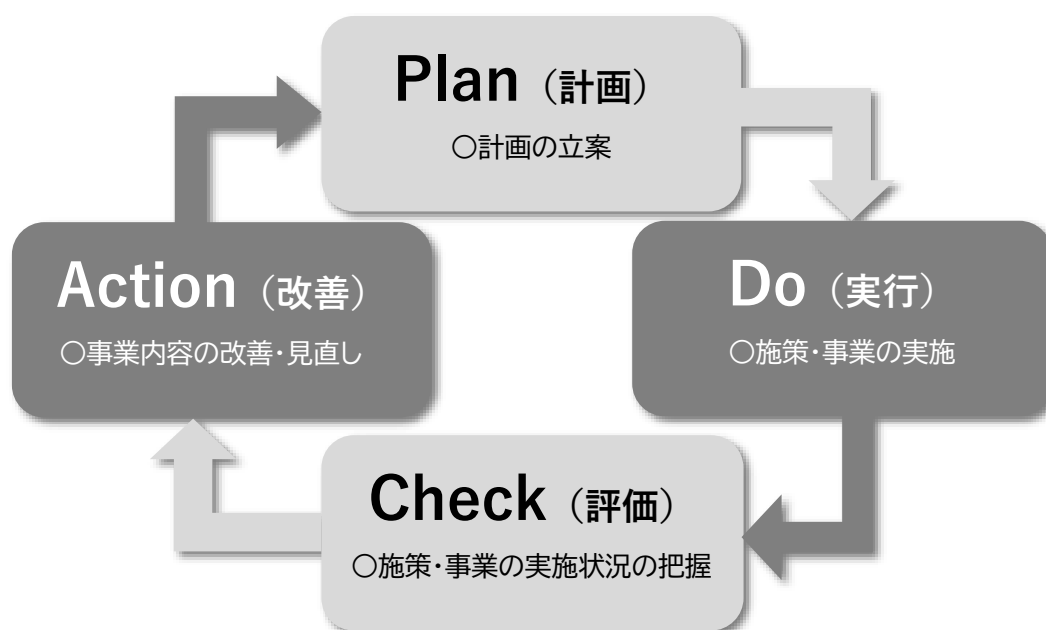 Plan（計画）
○計画の立案
Action（改善）
○事業内容の改善・見直し
Do（実行）
○施策・事業の実施
Check（評価）
○施策・事業の実施状況の把握